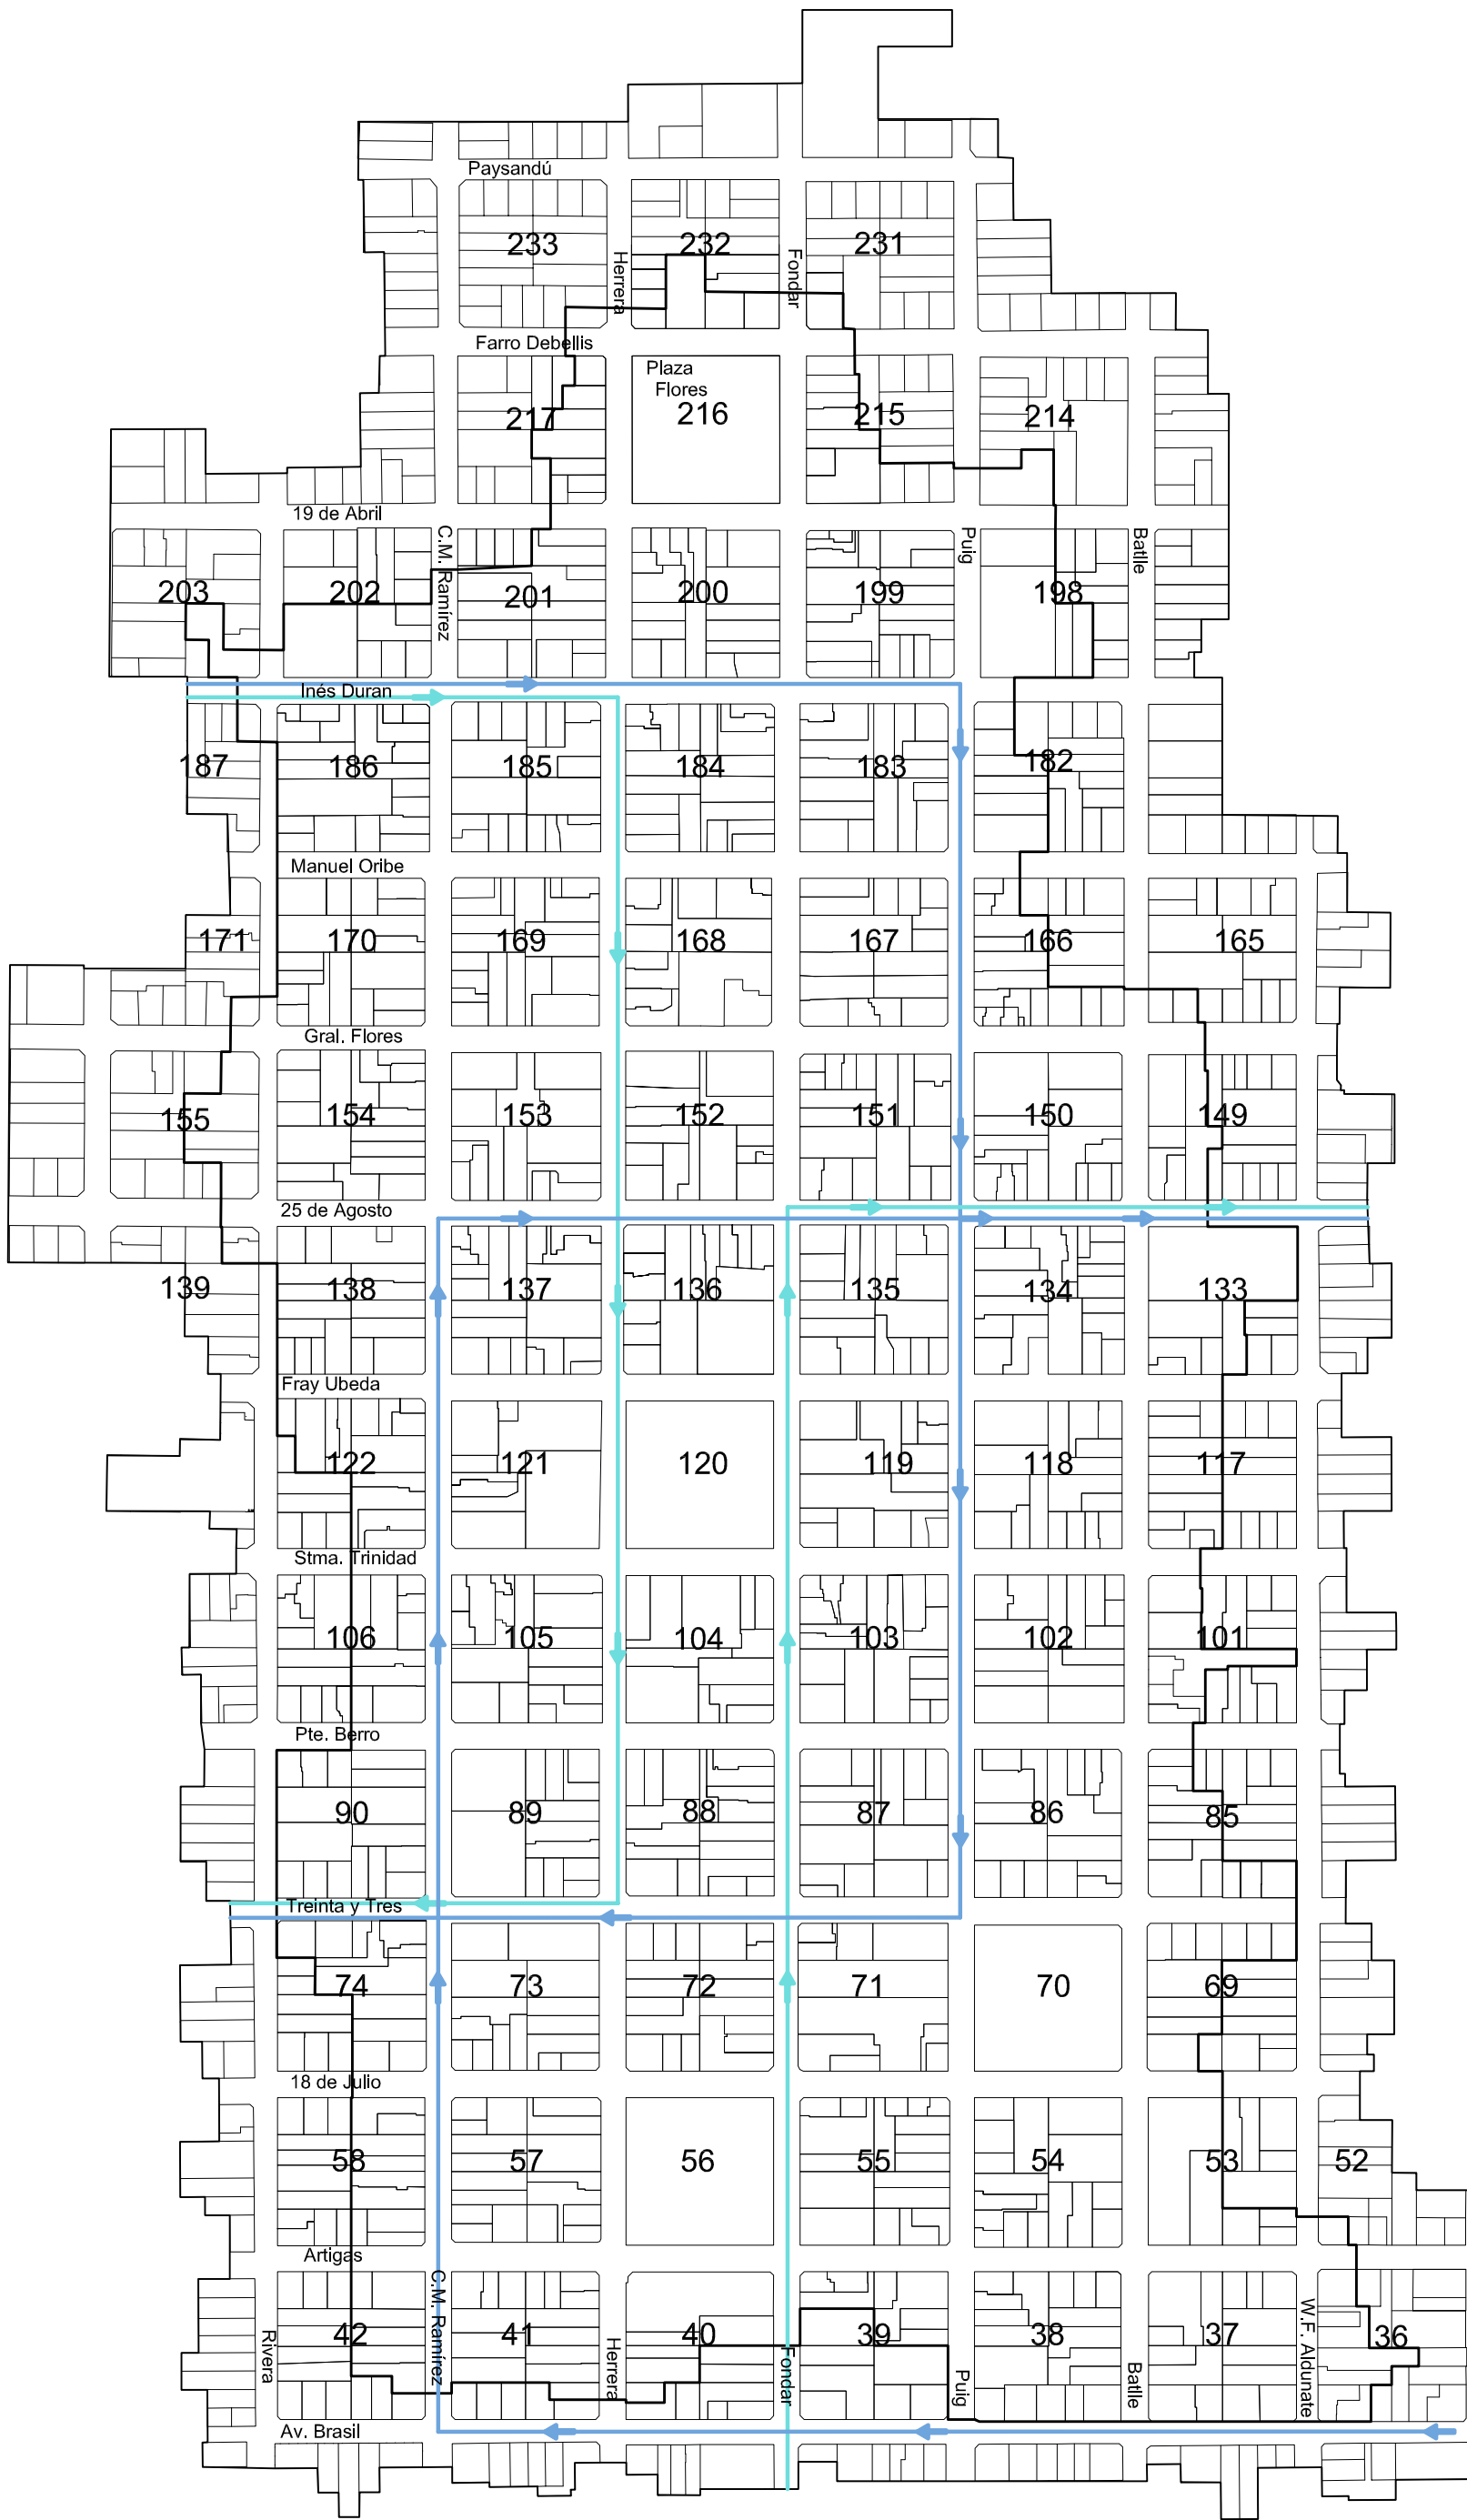 Paysandú
233
232
231
Herrera
Fondar
Farro Debellis
Plaza
Flores
217
216
215
214
19 de Abril
C.M. Ramírez
Puig
Batlle
203
202
201
200
199
198
Inés Duran
187
186
185
184
183
182
Manuel Oribe
171
170
169
168
167
166
165
Gral. Flores
155
154
153
152
151
150
149
25 de Agosto
139
138
137
136
135
134
133
Fray Ubeda
122
121
120
119
118
117
Stma. Trinidad
106
105
104
103
102
101
Pte. Berro
90
89
88
87
86
85
Treinta y Tres
74
73
72
71
70
69
18 de Julio
58
57
56
55
54
53
52
Artigas
42
41
40
39
38
37
36
Rivera
C.M. Ramírez
Herrera
Fondar
Puig
Batlle
W.F. Aldunate
Av. Brasil